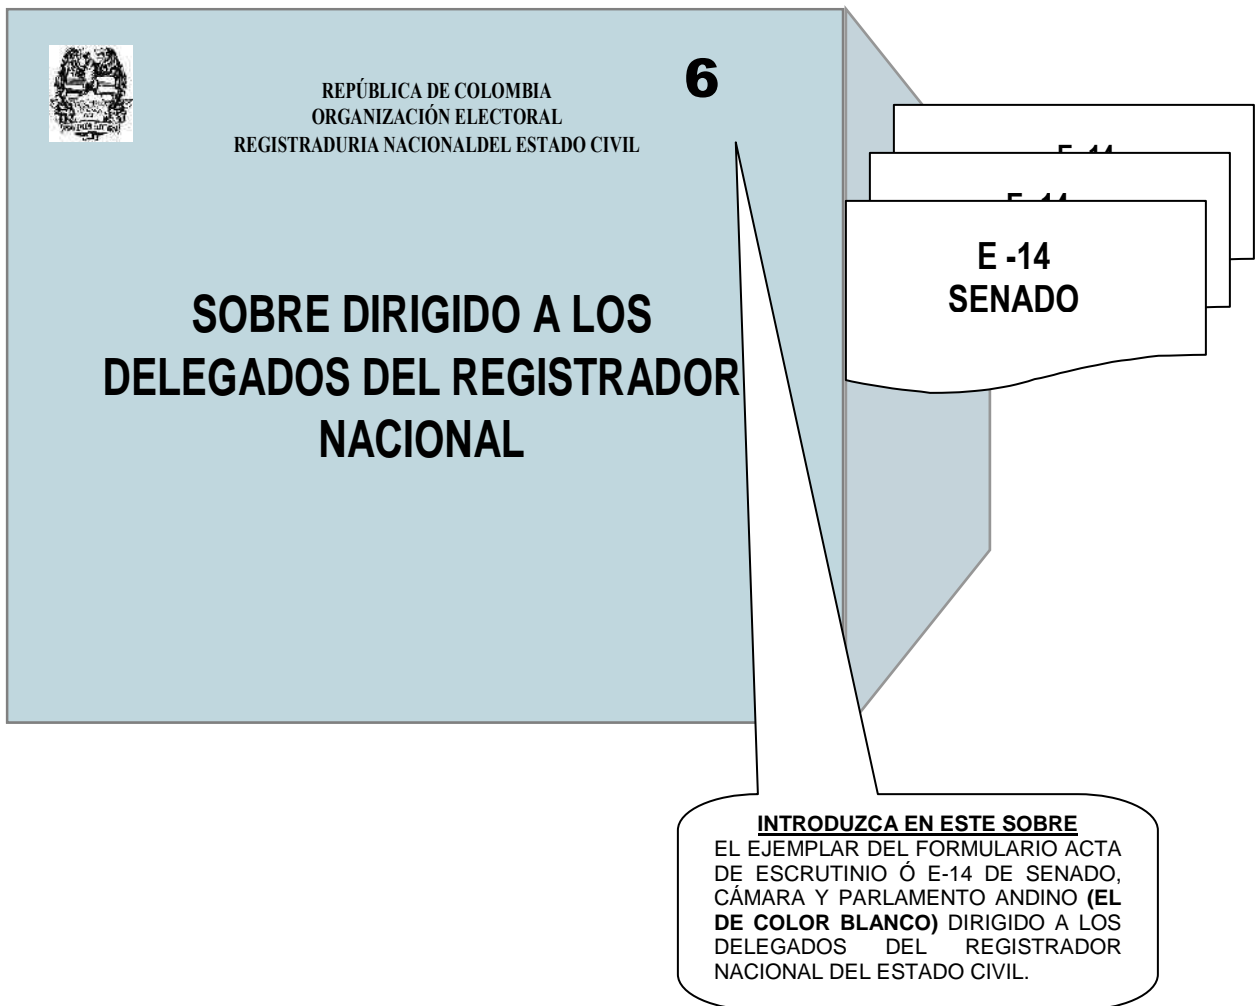 REPÚBLICA DE COLOMBIA
ORGANIZACIÓN ELECTORAL
REGISTRADURIA NACIONALDEL ESTADO CIVIL
6
SOBRE DIRIGIDO A LOS
DELEGADOS DEL REGISTRADOR
NACIONAL
E -14
E -14
E -14
SENADO
INTRODUZCA EN ESTE SOBRE
EL EJEMPLAR DEL FORMULARIO ACTA
DE ESCRUTINIO Ó E-14 DE SENADO,
CÁMARA Y PARLAMENTO ANDINO (EL
DE COLOR BLANCO) DIRIGIDO A LOS
DELEGADOS DEL REGISTRADOR
NACIONAL DEL ESTADO CIVIL.